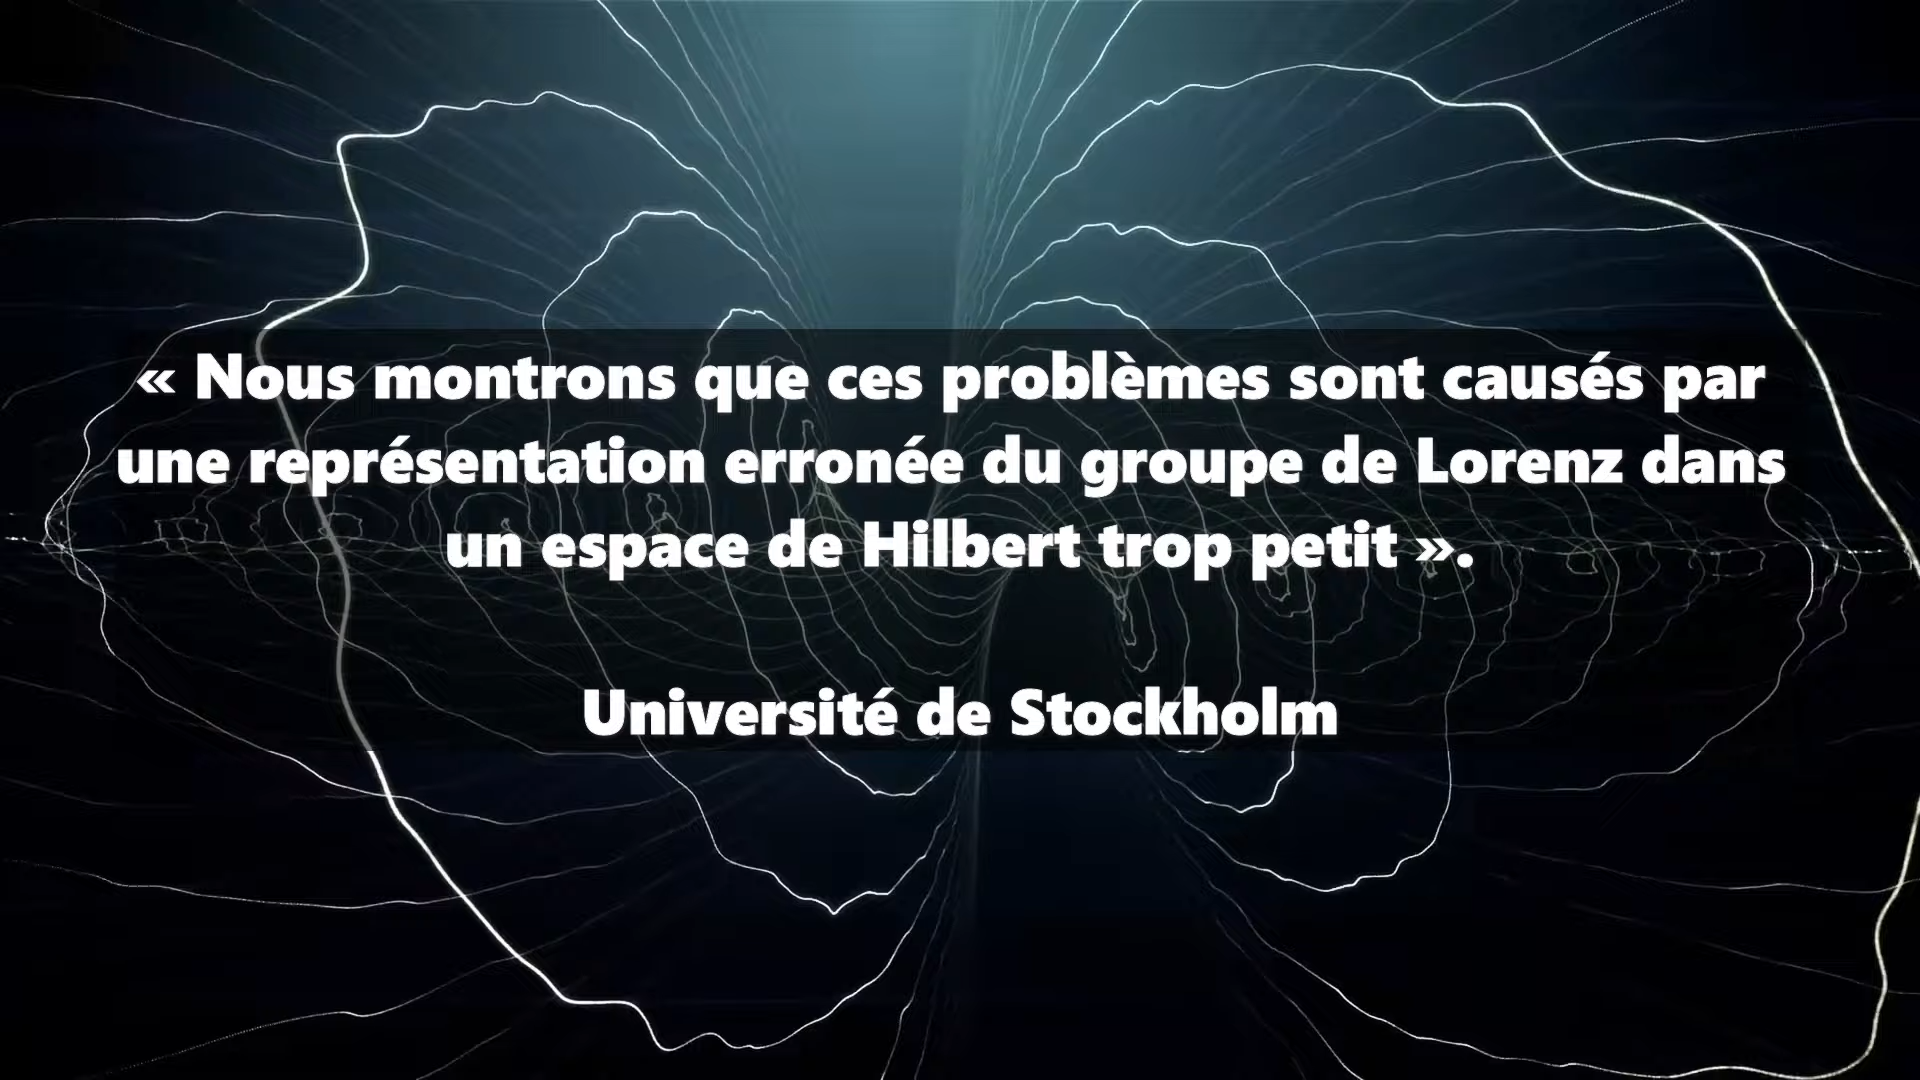 « Nous montrons que ces problèmes sont causés par
une représentation erronée du groupe de Lorenz dans
un espace de Hilbert trop petit ».
Université de Stockholm